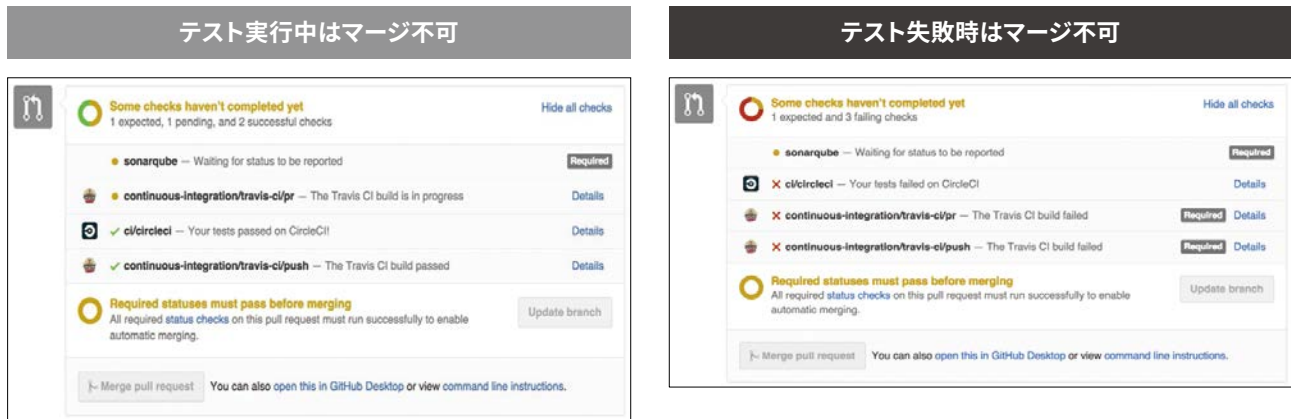 テスト実行中はマージ不可
Some checks haven't completed yet
Hide all checks
1 expected, 1 pending, and 2 successful checks
sonarqube — Waiting for status to be reported
Required
continuous-integration/travis-ci/pr — The Travis CI build is in progress
Details
ci/circleci — Your tests passed on CircleCI!
Details
continuous-integration/travis-ci/push — The Travis CI build passed
Details
Required statuses must pass before merging
All required status checks on this pull request must run successfully to enable
automatic merging.
Update branch
Merge pull request
You can also open this in GitHub Desktop or view command line instructions.
テスト失敗時はマージ不可
Some checks haven't completed yet
Hide all checks
1 expected and 3 failing checks
sonarqube — Waiting for status to be reported
Required
ci/circleci — Your tests failed on CircleCI
Details
continuous-integration/travis-ci/pr — The Travis CI build failed
Required Details
continuous-integration/travis-ci/push — The Travis CI build failed
Required Details
Required statuses must pass before merging
All required status checks on this pull request must run successfully to enable
automatic merging.
Update branch
Merge pull request
You can also open this in GitHub Desktop or view command line instructions.